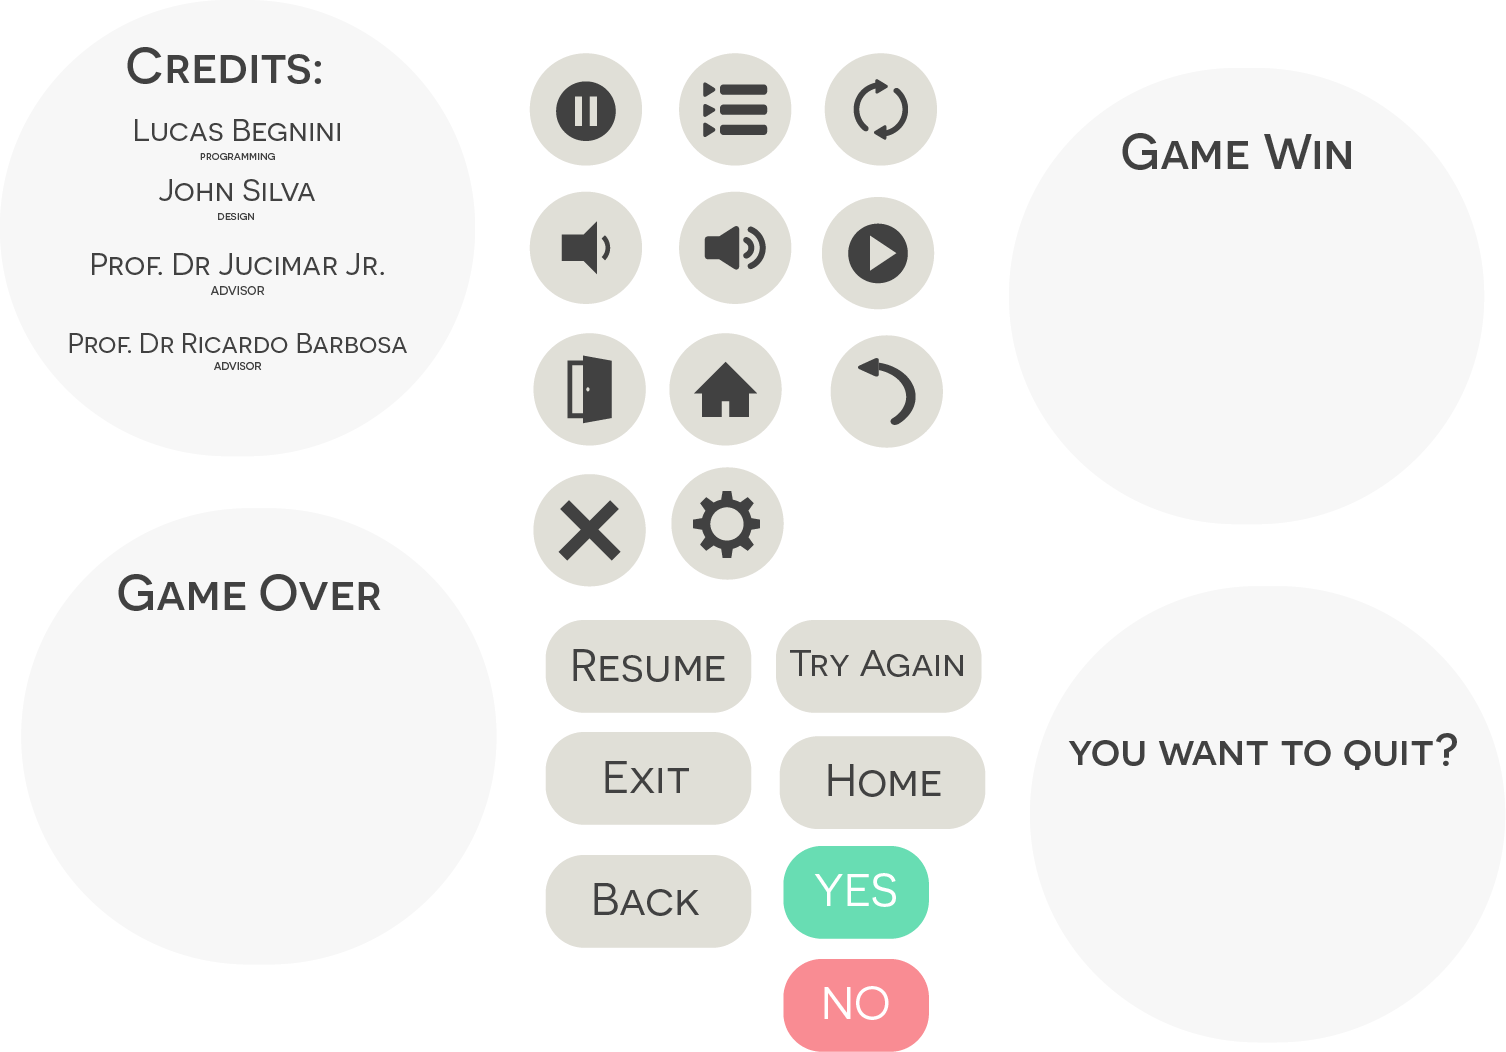 Credits:
Lucas Begnini
PROGRAMMING
John Silva
DESIGN
Prof. Dr Jucimar Jr.
ADVISOR
Prof. Dr Ricardo Barbosa
ADVISOR
Game Over
Resume
Try Again
Exit
Home
Back
YES
NO
Game Win
you want to quit?